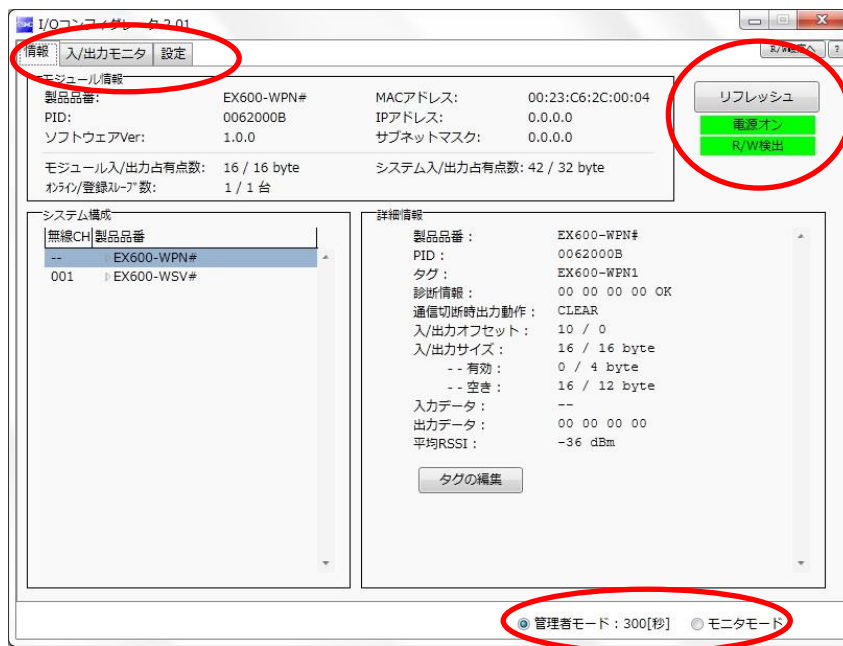 I/Oコンフィグレータ 2.01
情報 入/出力モニタ 設定
R/W検索へ ?
モジュール情報
製品品番: EX600-WPN# MACアドレス: 00:23:C6:2C:00:04
PID: 0062000B IPアドレス: 0.0.0.0
ソフトウェアVer: 1.0.0 サブネットマスク: 0.0.0.0
モジュール入/出力占有点数: 16 / 16 byte システム入/出力占有点数: 42 / 32 byte
オンライン/登録スレーブ数: 1 / 1 台
リフレッシュ
電源オン
R/W検出
システム構成
無線CH 製品品番
-- EX600-WPN#
001 EX600-WSV#
詳細情報
製品品番: EX600-WPN#
PID: 0062000B
タグ: EX600-WPN1
診断情報: 00 00 00 00 OK
通信切断時出力動作: CLEAR
入/出力オフセット: 10 / 0
入/出力サイズ: 16 / 16 byte
--有効: 0 / 4 byte
--空き: 16 / 12 byte
入力データ: --
出力データ: 00 00 00 00
平均RSSI: -36 dBm
タグの編集
管理者モード:300[秒] モニタモード